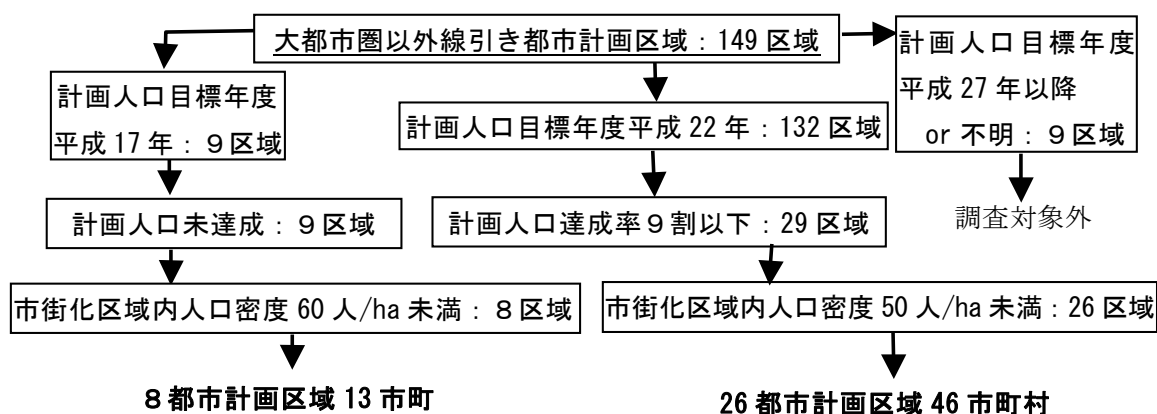 大都市圏以外線引き都市計画区域：149 区域
計画人口目標年度
平成 17 年：９区域
計画人口目標年度平成 22 年：132 区域
計画人口目標年度
平成 27 年以降
or 不明：９区域
計画人口未達成：９区域
計画人口達成率９割以下：29 区域
調査対象外
市街化区域内人口密度 60 人/ha 未満：８区域
市街化区域内人口密度 50 人/ha 未満：26 区域
８都市計画区域 13 市町
26 都市計画区域 46 市町村